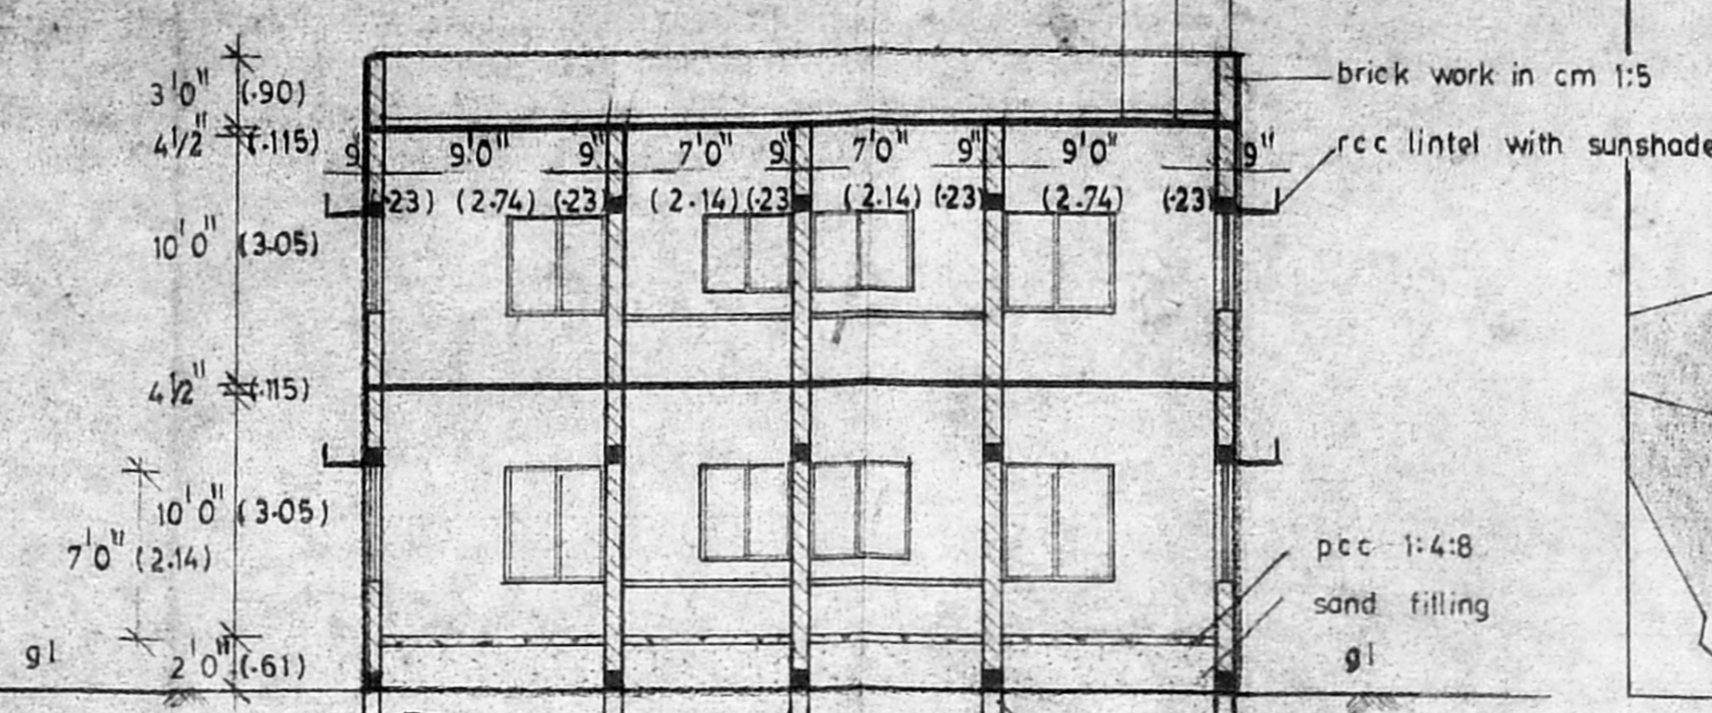 3'0" (.90)
brick work in cm 1:5
4½" (.115)
9" 9'0" 9" 7'0" 9" 7'0" 9" 9'0" 9"
rcc lintel with sunshade
(.23) (2.74) (.23) (2.14) (.23 (2.14) (.23) (2.74) (.23)
10'0" (3.05)
4½" (.115)
10'0" (3.05)
7'0" (2.14)
pcc 1:4:8
sand filling
gl
2'0" (.61)
gl